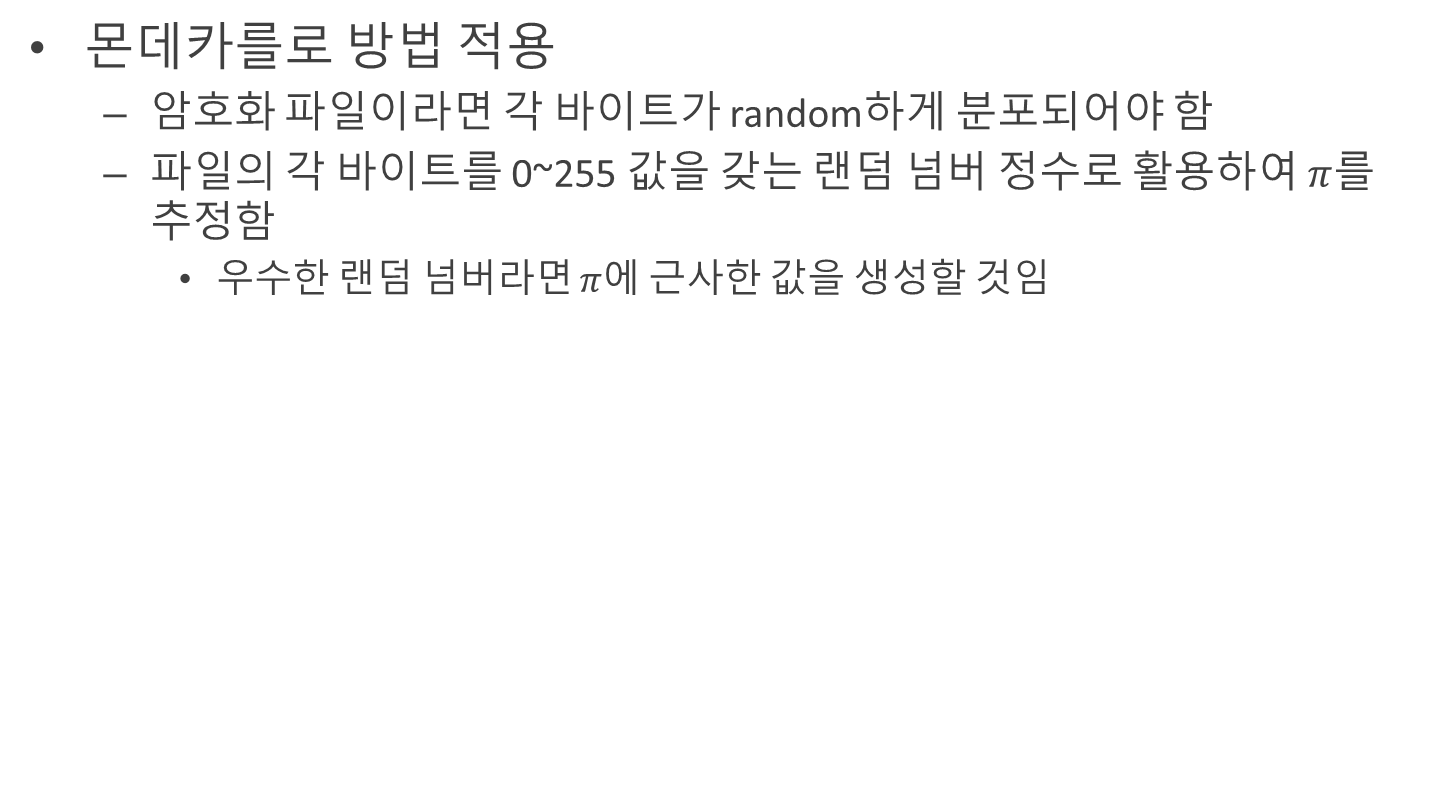 • 몬데카를로 방법 적용
– 암호화 파일이라면 각 바이트가 random하게 분포되어야 함
– 파일의 각 바이트를 0~255 값을 갖는 랜덤 넘버 정수로 활용하여 𝜋를
추정함
• 우수한 랜덤 넘버라면 𝜋에 근사한 값을 생성할 것임